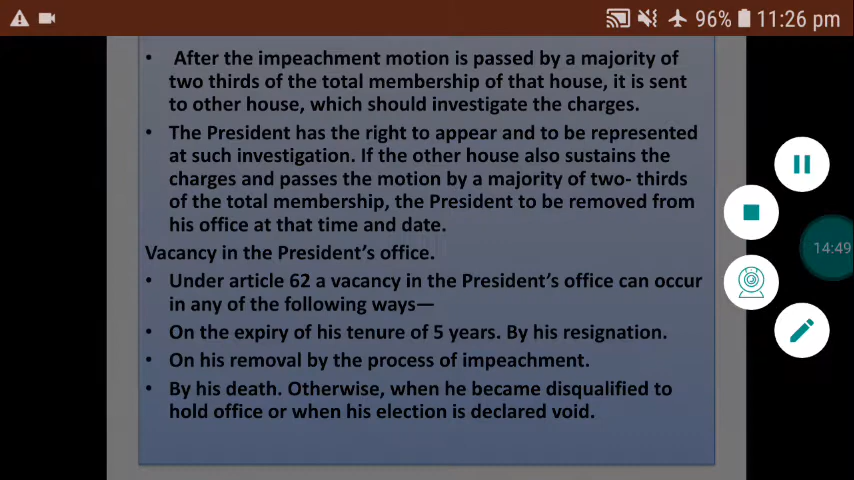 96% 11:26 pm
• After the impeachment motion is passed by a majority of
two thirds of the total membership of that house, it is sent
to other house, which should investigate the charges.
• The President has the right to appear and to be represented
at such investigation. If the other house also sustains the
charges and passes the motion by a majority of two- thirds
of the total membership, the President to be removed from
his office at that time and date.
Vacancy in the President's office.
• Under article 62 a vacancy in the President's office can occur
in any of the following ways—
• On the expiry of his tenure of 5 years. By his resignation.
• On his removal by the process of impeachment.
• By his death. Otherwise, when he became disqualified to
hold office or when his election is declared void.
14:49